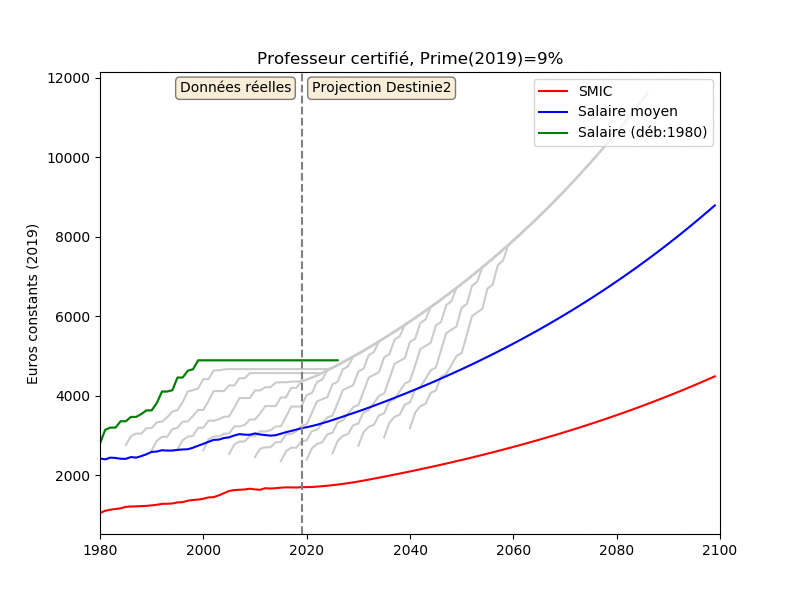 Professeur certifié, Prime(2019)=9%
Données réelles
Projection Destinie2
SMIC
Salaire moyen
Salaire (déb:1980)
Euros constants (2019)
12000
10000
8000
6000
4000
2000
1980
2000
2020
2040
2060
2080
2100